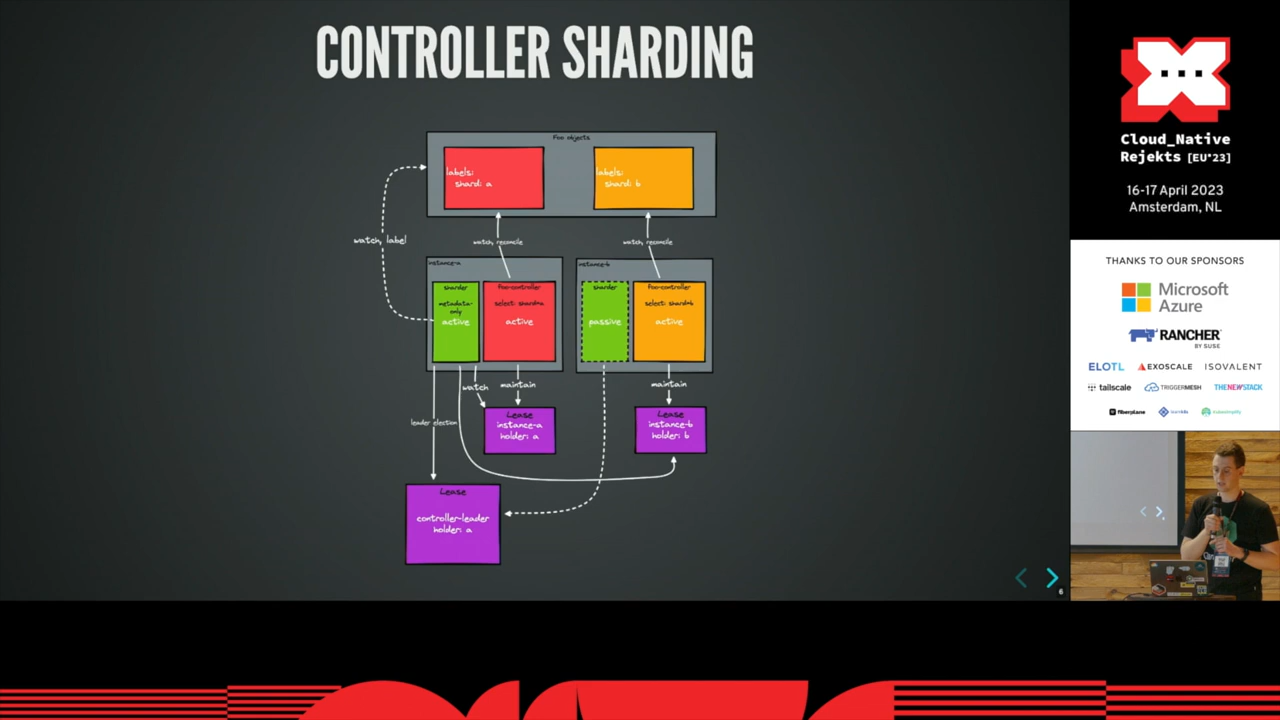 CONTROLLER SHARDING
Foo objects
labels:
shard: a
labels:
shard: b
watch, label
watch, reconcile
watch, reconcile
instance-a
sharder
metadata-
only
active
Foo-controller
select: shard=a
active
instance-b
sharder
passive
Foo-controller
select: shard=b
active
watch
maintain
maintain
leader election
Lease
instance-a
holder: a
Lease
instance-b
holder: b
Lease
controller-leader
holder: a
6
Cloud_Native
Rejekts [EU'23]
16-17 April 2023
Amsterdam, NL
THANKS TO OUR SPONSORS
Microsoft
Azure
RANCHER
BY SUSE
ELOTL
EXOSCALE
ISOVALENT
tailscale
TRIGGERMESH
THENEWSTACK
fiberplane